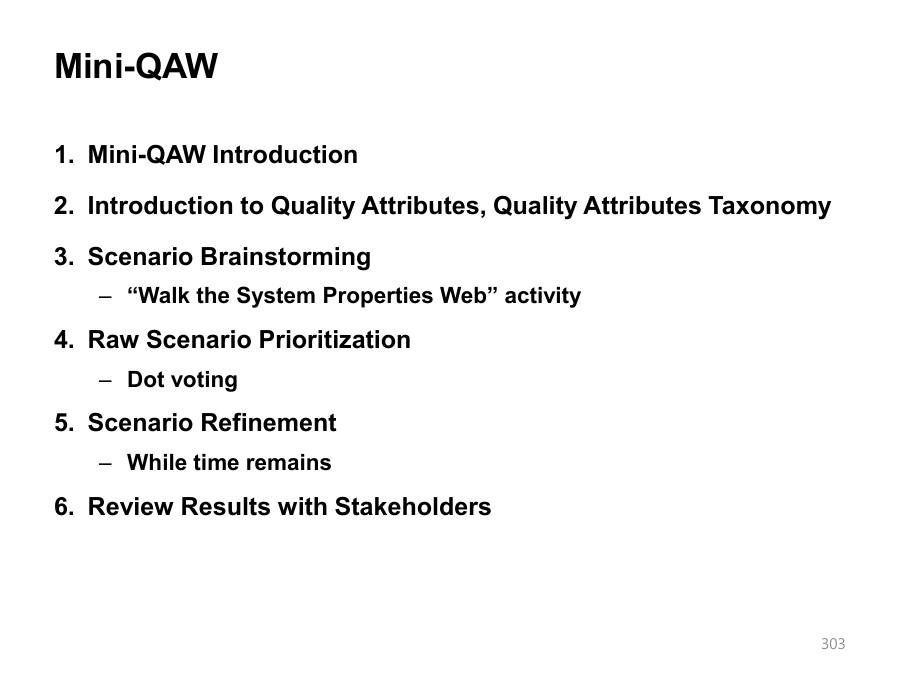 Mini-QAW
1. Mini-QAW Introduction
2. Introduction to Quality Attributes, Quality Attributes Taxonomy
3. Scenario Brainstorming
– “Walk the System Properties Web” activity
4. Raw Scenario Prioritization
– Dot voting
5. Scenario Refinement
– While time remains
6. Review Results with Stakeholders
303